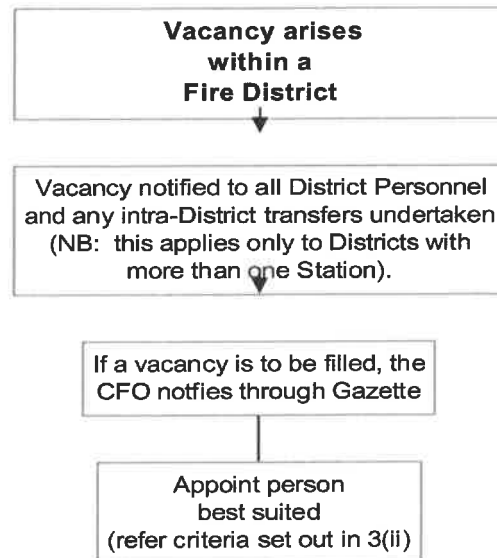 Vacancy arises
within a
Fire District
Vacancy notified to all District Personnel
and any intra-District transfers undertaken
(NB: this applies only to Districts with
more than one Station).
If a vacancy is to be filled, the
CFO notfies through Gazette
Appoint person
best suited
(refer criteria set out in 3(ii)